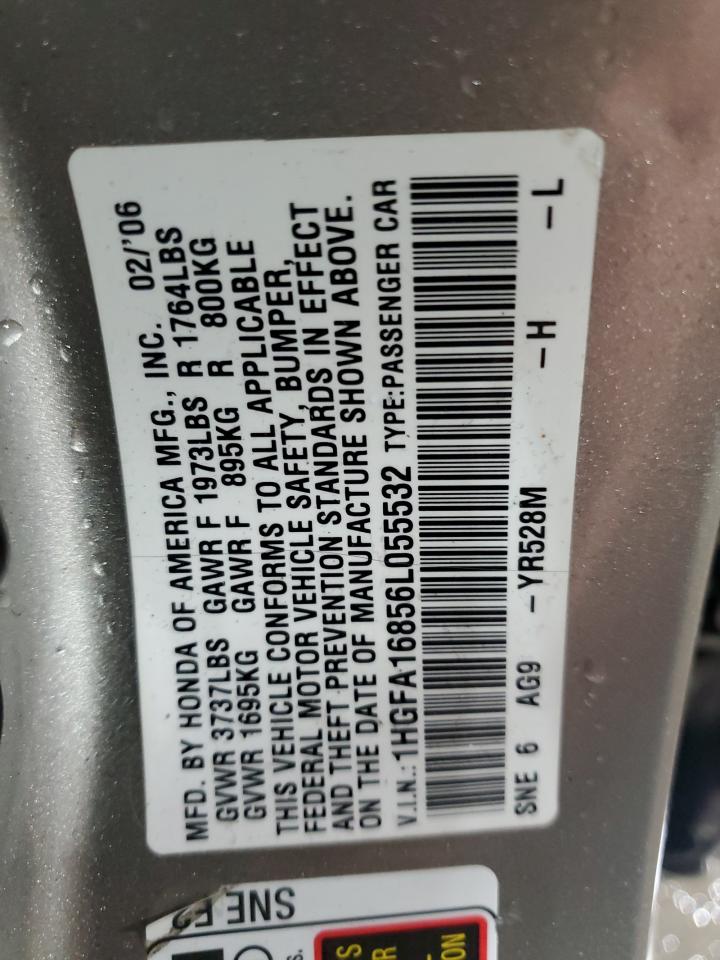 MFD. BY HONDA OF AMERICA MFG., INC. 02/'06
GVWR 3737LBS GAWR F 1973LBS R 1764LBS
GVWR 1695KG GAWR F 895KG R 800KG
THIS VEHICLE CONFORMS TO ALL APPLICABLE
FEDERAL MOTOR VEHICLE SAFETY, BUMPER,
AND THEFT PREVENTION STANDARDS IN EFFECT
ON THE DATE OF MANUFACTURE SHOWN ABOVE.
V.I.N.: 1HGFA16856L055532 TYPE:PASSENGER CAR
SNE 6 AG9 -YR528M -H -L
SNE